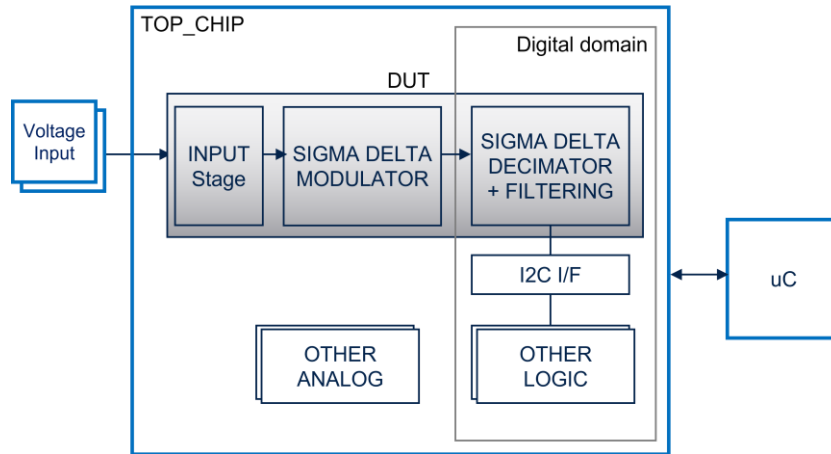 TOP_CHIP
Digital domain
DUT
Voltage
Input
INPUT
Stage
SIGMA DELTA
MODULATOR
SIGMA DELTA
DECIMATOR
+ FILTERING
I2C I/F
uC
OTHER
ANALOG
OTHER
LOGIC